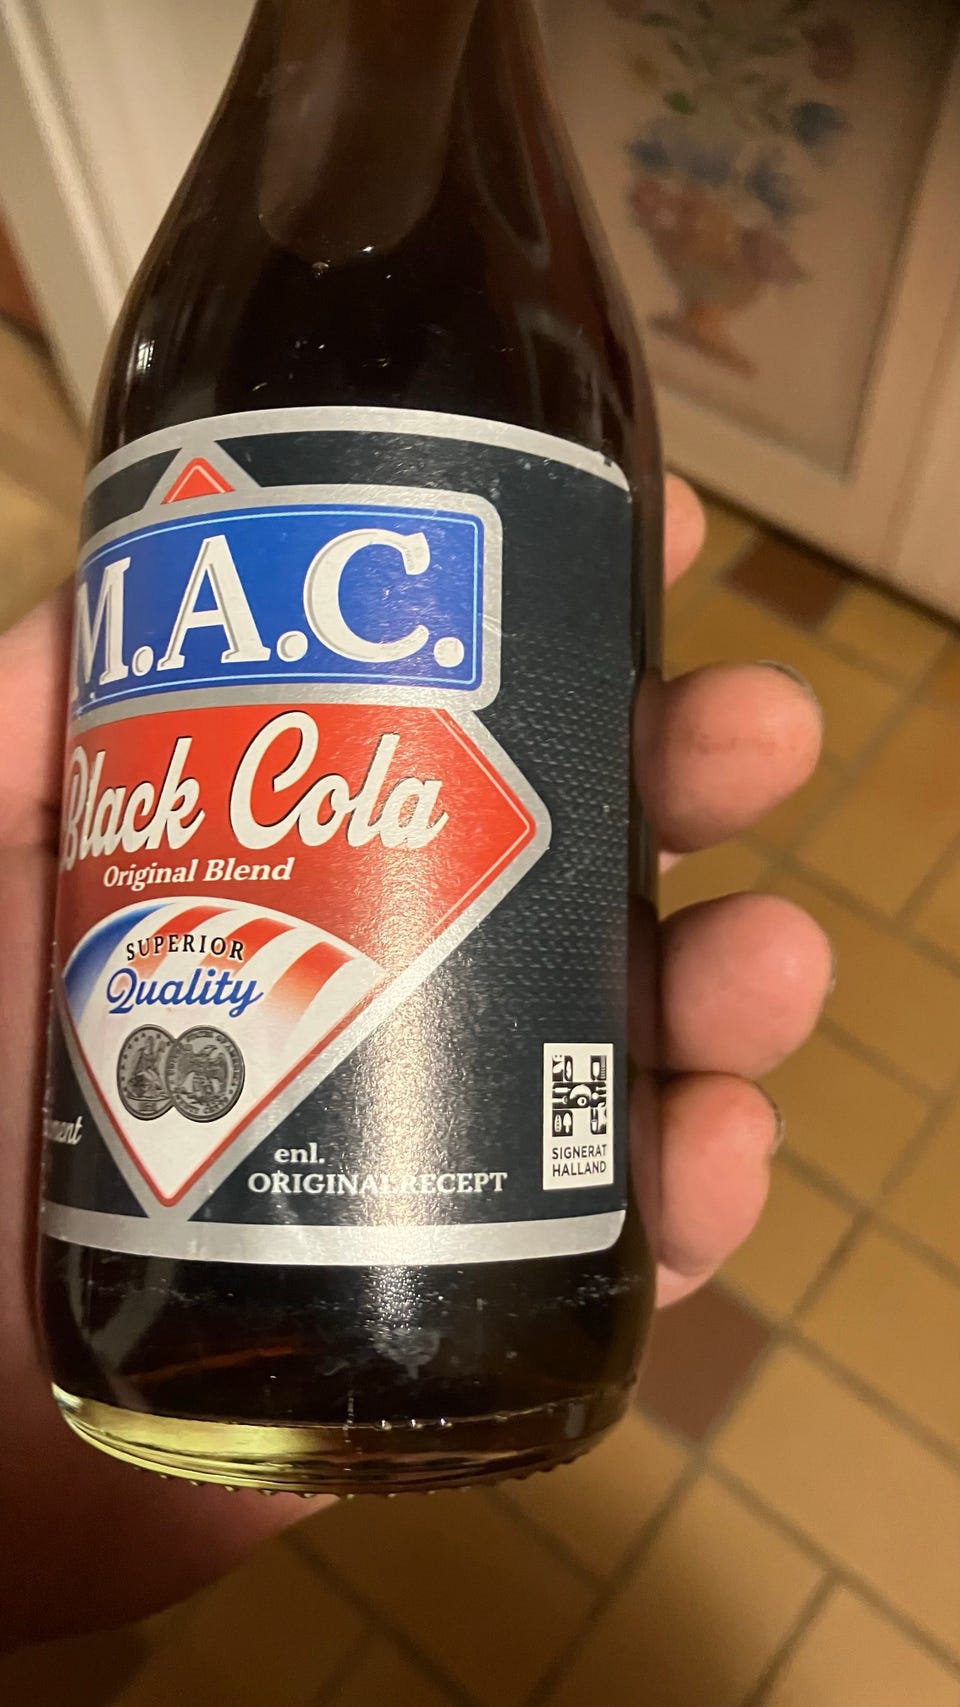 M.A.C.
Black Cola
Original Blend
SUPERIOR
Quality
enl.
ORIGINALRECEPT
SIGNERAT
HALLAND